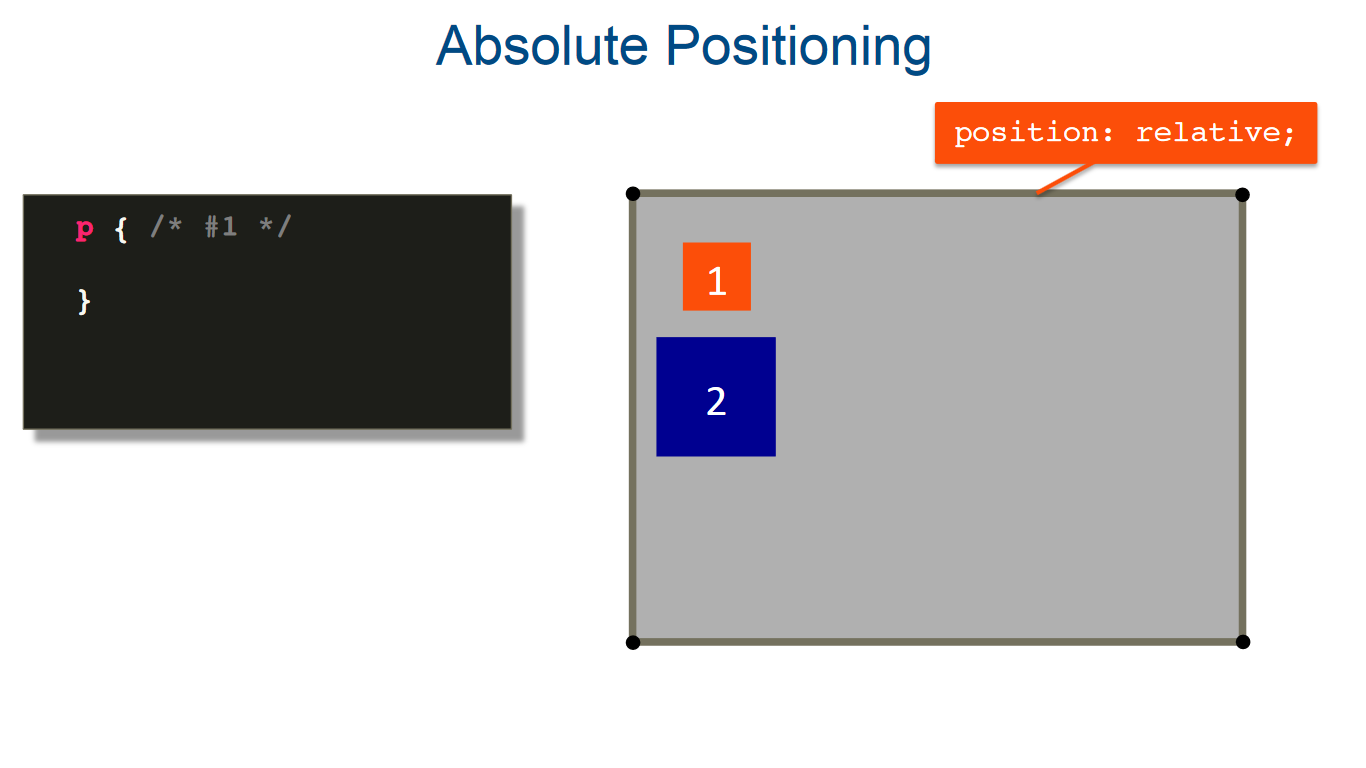 Absolute Positioning
position: relative;
p { /* #1 */
}
1
2